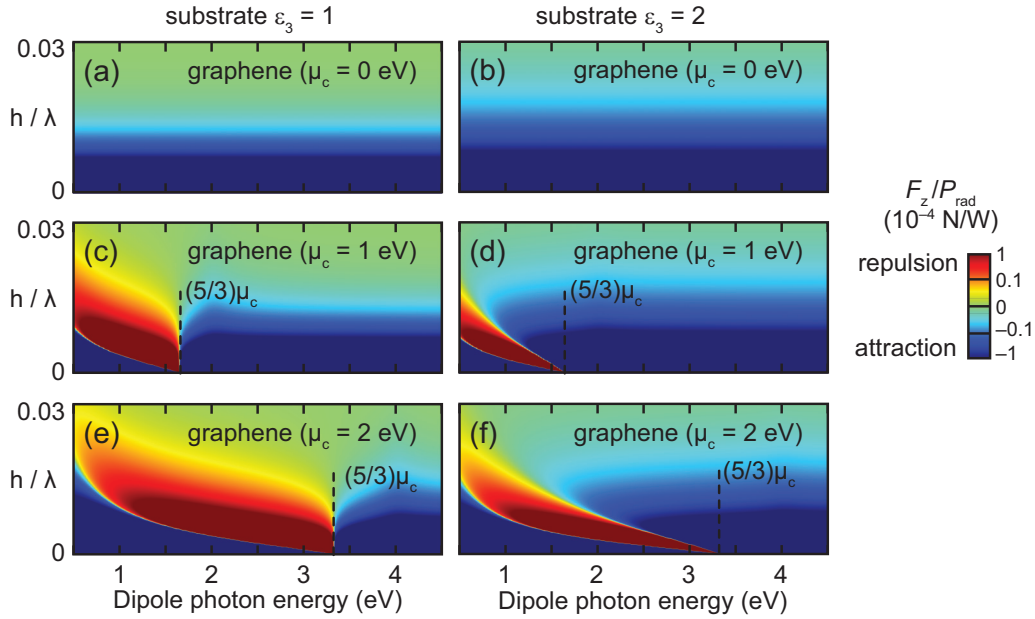 substrate ε3 = 1
substrate ε3 = 2
0.03
(a) graphene (μc = 0 eV)
h / λ
0
(b) graphene (μc = 0 eV)
0.03
(c) graphene (μc = 1 eV)
(5/3)μc
h / λ
0
(d) graphene (μc = 1 eV)
(5/3)μc
0.03
(e) graphene (μc = 2 eV)
(5/3)μc
h / λ
0
(f) graphene (μc = 2 eV)
(5/3)μc
1 2 3 4
Dipole photon energy (eV)
1 2 3 4
Dipole photon energy (eV)
Fz/Prad
(10–4 N/W)
repulsion
attraction
1
0.1
0
–0.1
–1